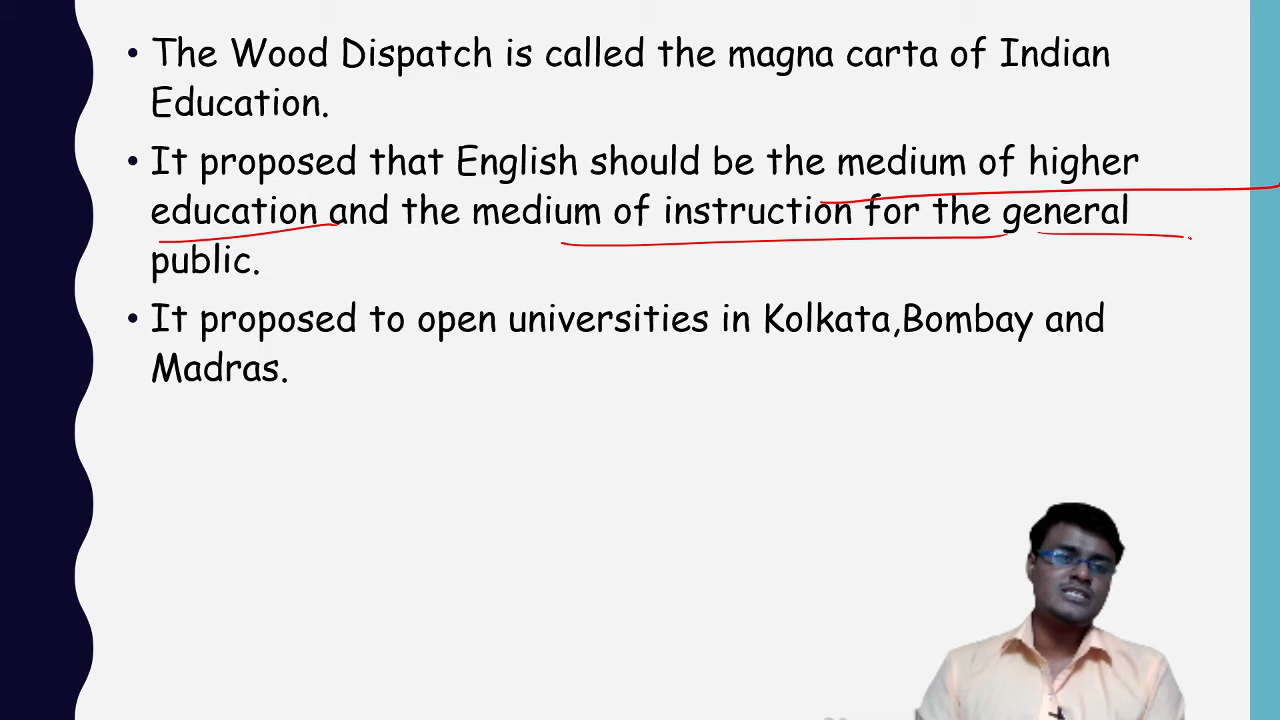 • The Wood Dispatch is called the magna carta of Indian
Education.
• It proposed that English should be the medium of higher
education and the medium of instruction for the general
public.
• It proposed to open universities in Kolkata,Bombay and
Madras.